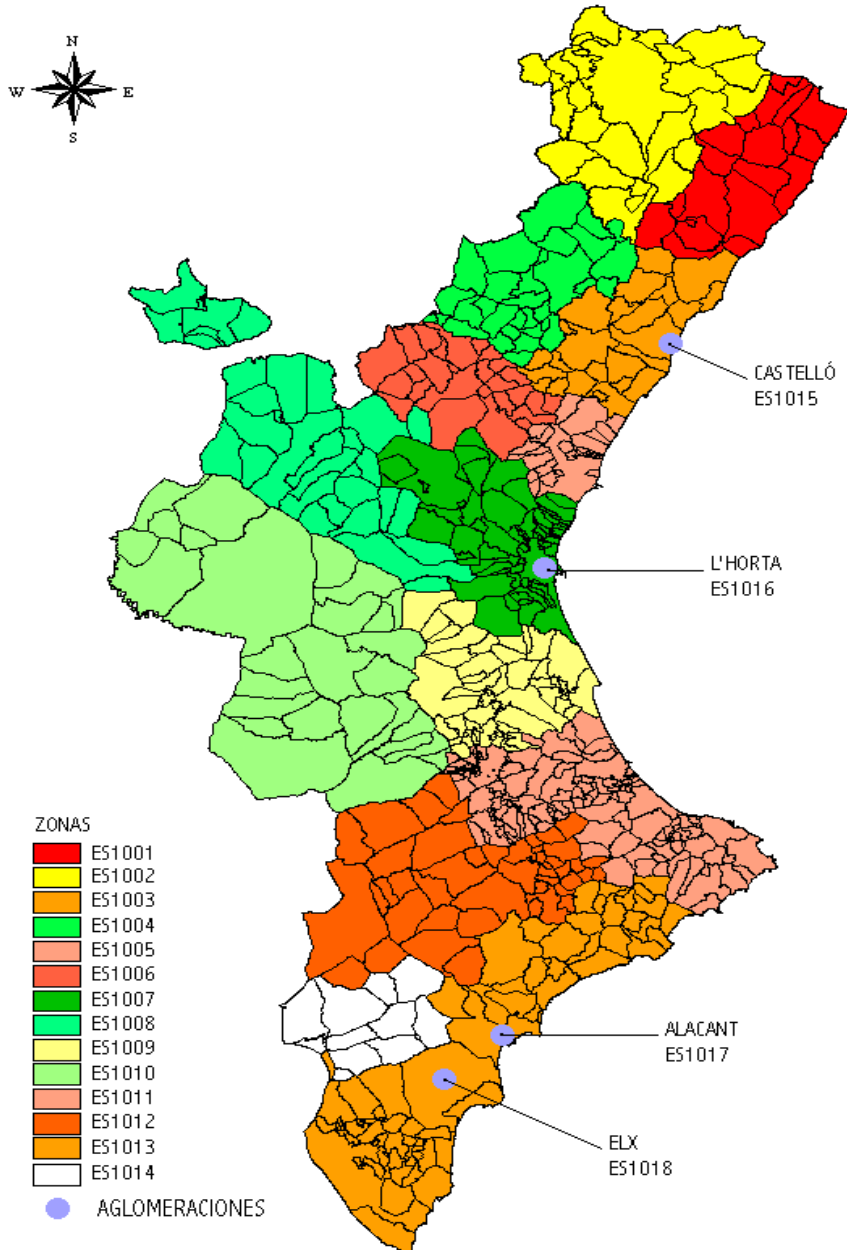 N
W E
S
CASTELLÓ
ES1015
L'HORTA
ES1016
ALACANT
ES1017
ELX
ES1018
ZONAS
ES1001
ES1002
ES1003
ES1004
ES1005
ES1006
ES1007
ES1008
ES1009
ES1010
ES1011
ES1012
ES1013
ES1014
AGLOMERACIONES